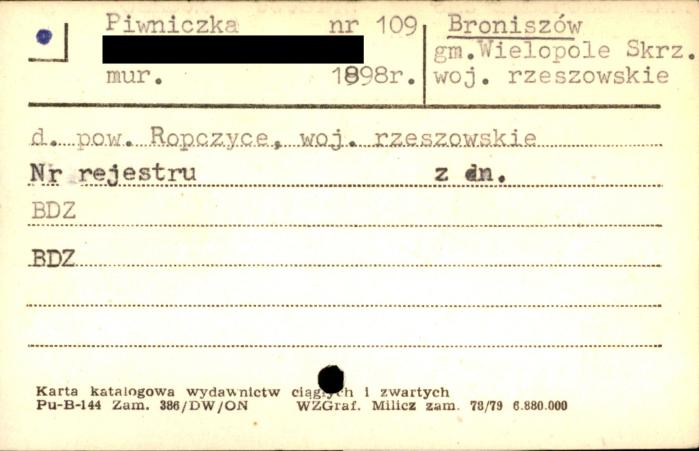 Piwniczka nr 109
mur. 1898r.
Broniszów
gm.Wielopole Skrz.
woj. rzeszowskie
d. pow. Ropczyce, woj. rzeszowskie
Nr rejestru z dn.
BDZ
BDZ
Karta katalogowa wydawnictw ciągłych i zwartych
Pu-B-144 Zam. 386/DW/ON WZGraf. Milicz zam. 78/79 6.880.000